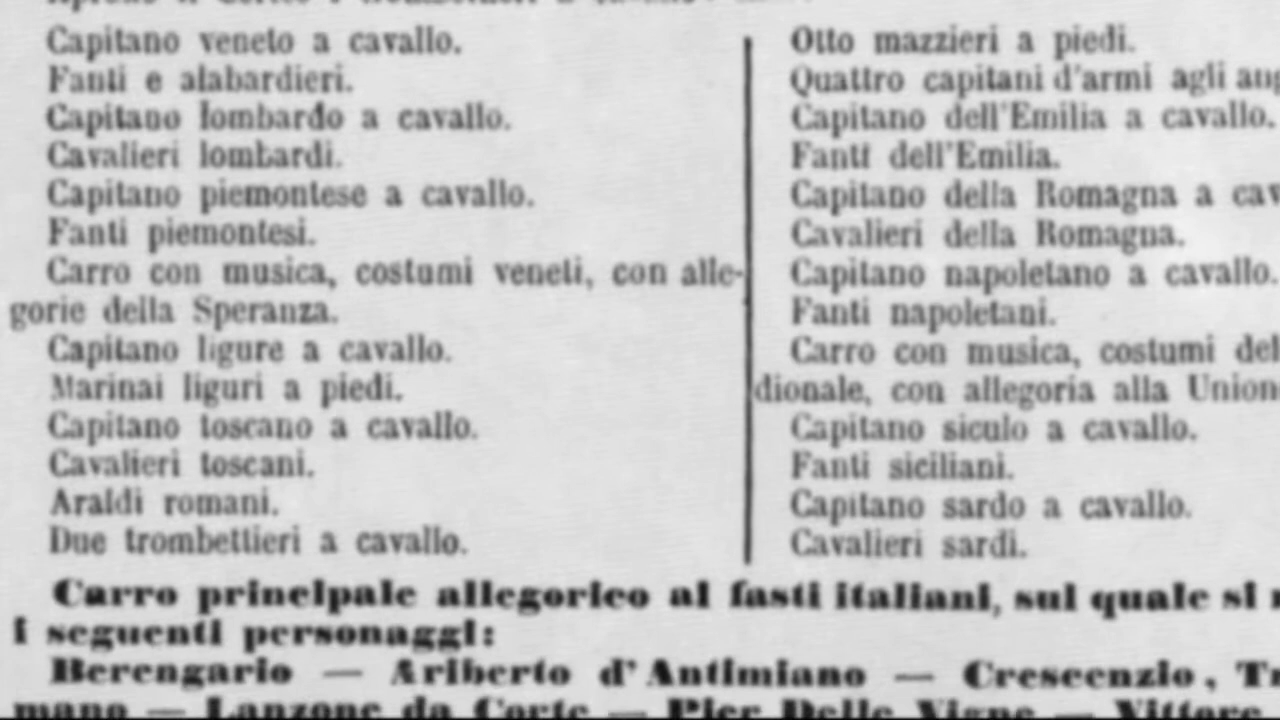 Capitano veneto a cavallo.
Fanti e alabardieri.
Capitano lombardo a cavallo.
Cavalieri lombardi.
Capitano piemontese a cavallo.
Fanti piemontesi.
Carro con musica, costumi veneti, con alle-
gorie della Speranza.
Capitano ligure a cavallo.
Marinai liguri a piedi.
Capitano toscano a cavallo.
Cavalieri toscani.
Araldi romani.
Due trombettieri a cavallo.
Otto mazzieri a piedi.
Quattro capitani d'armi agli
Capitano dell'Emilia a cavallo.
Fanti dell'Emilia.
Capitano della Romagna a
Cavalieri della Romagna.
Capitano napoletano a cavallo.
Fanti napoletani.
Carro con musica, costumi
dionale, con allegoria alla
Capitano siculo a cavallo.
Fanti siciliani.
Capitano sardo a cavallo.
Cavalieri sardi.
Carro principale allegorico ai fasti italiani, sul quale si
i seguenti personaggi:
Berengario — Ariberto d'Antimiano — Crescenzio,
mano — Lanzone da Corte — Pier Delle Vigne — Vittore